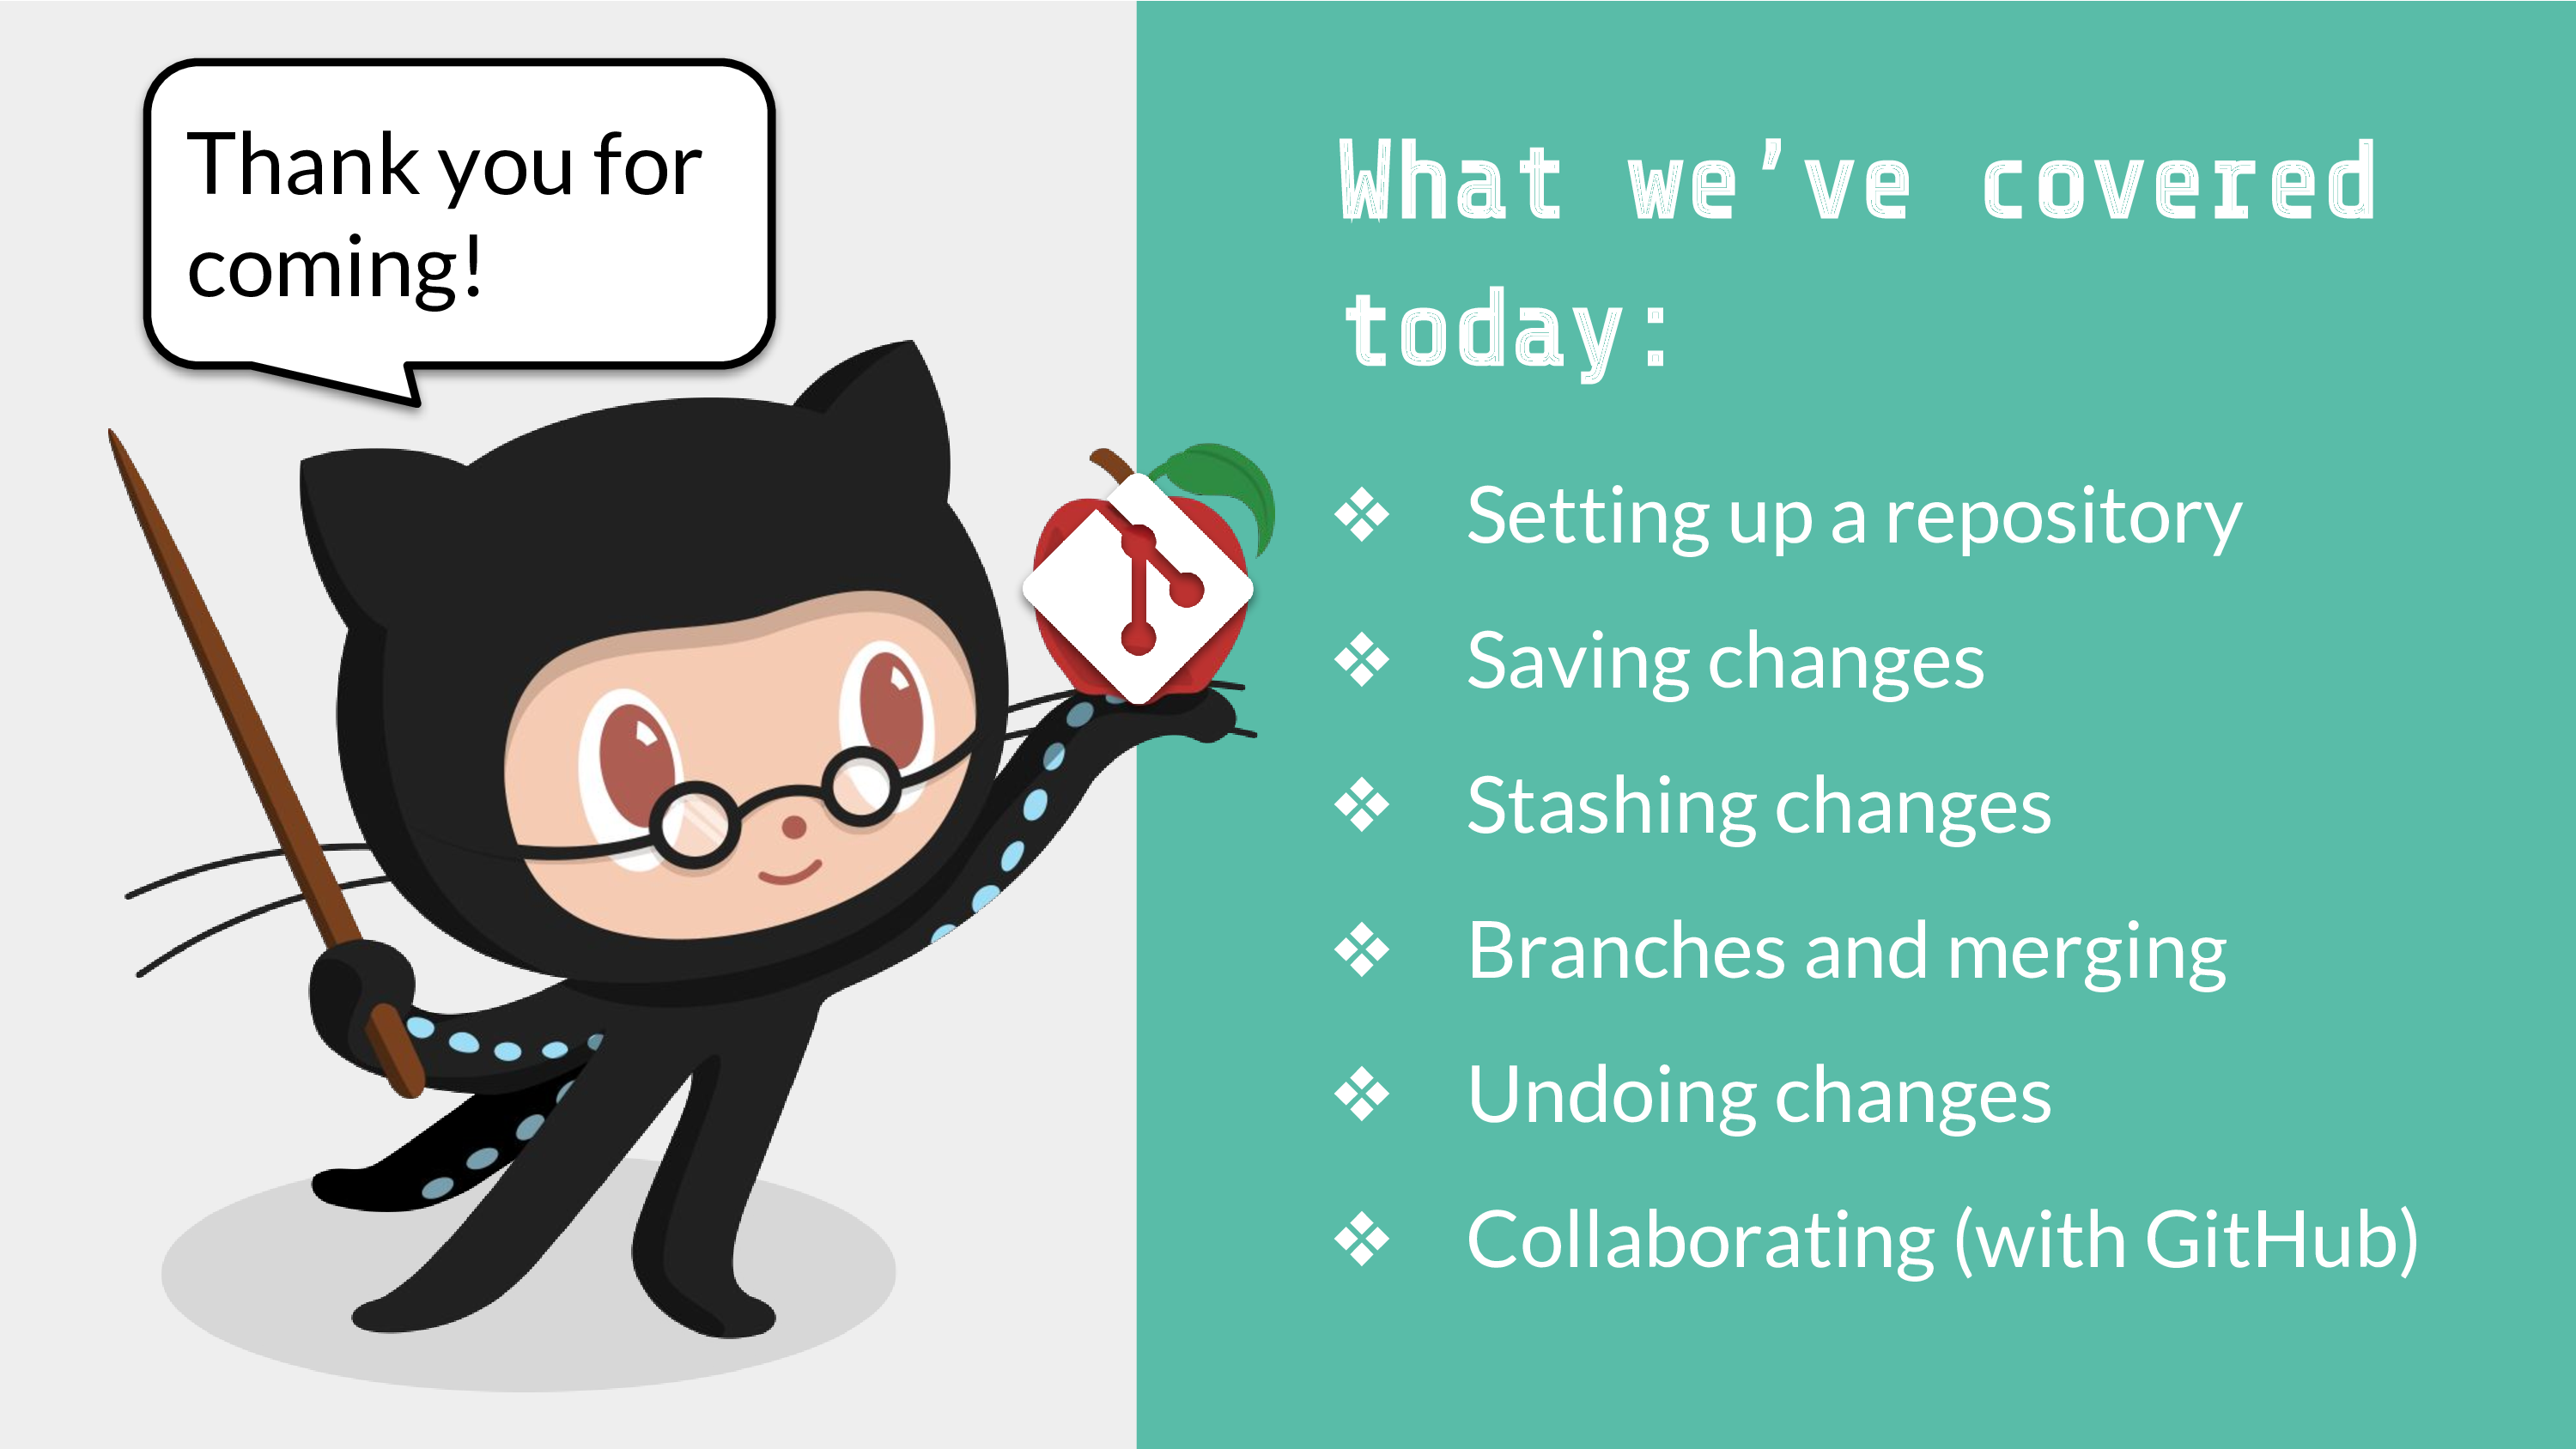 Thank you for
coming!
What we’ve covered
today:
❖ Setting up a repository
❖ Saving changes
❖ Stashing changes
❖ Branches and merging
❖ Undoing changes
❖ Collaborating (with GitHub)